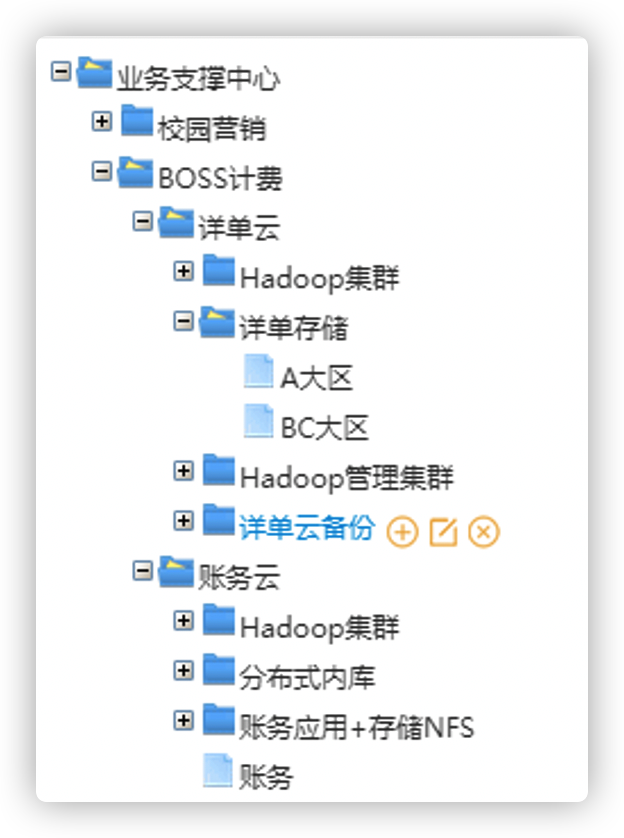 业务支撑中心
校园营销
BOSS计费
详单云
Hadoop集群
详单存储
A大区
BC大区
Hadoop管理集群
详单云备份
账务云
Hadoop集群
分布式内库
账务应用+存储NFS
账务